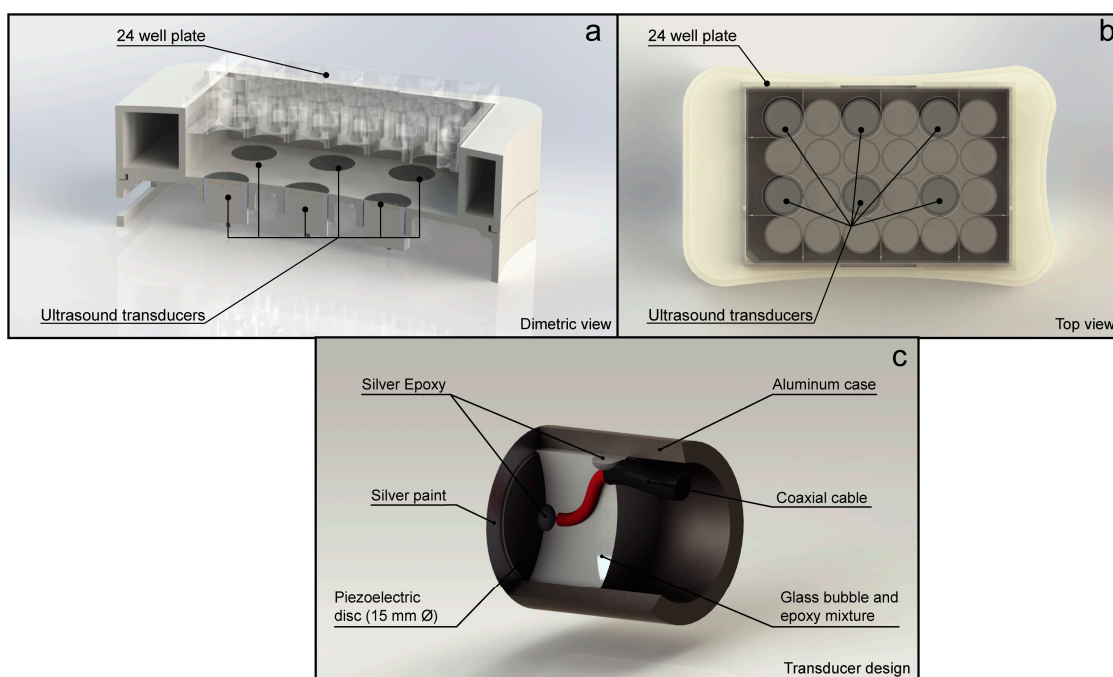 a
24 well plate
Ultrasound transducers
Dimetric view
b
24 well plate
Ultrasound transducers
Top view
c
Silver Epoxy
Aluminum case
Silver paint
Coaxial cable
Piezoelectric
disc (15 mm Ø)
Glass bubble and
epoxy mixture
Transducer design